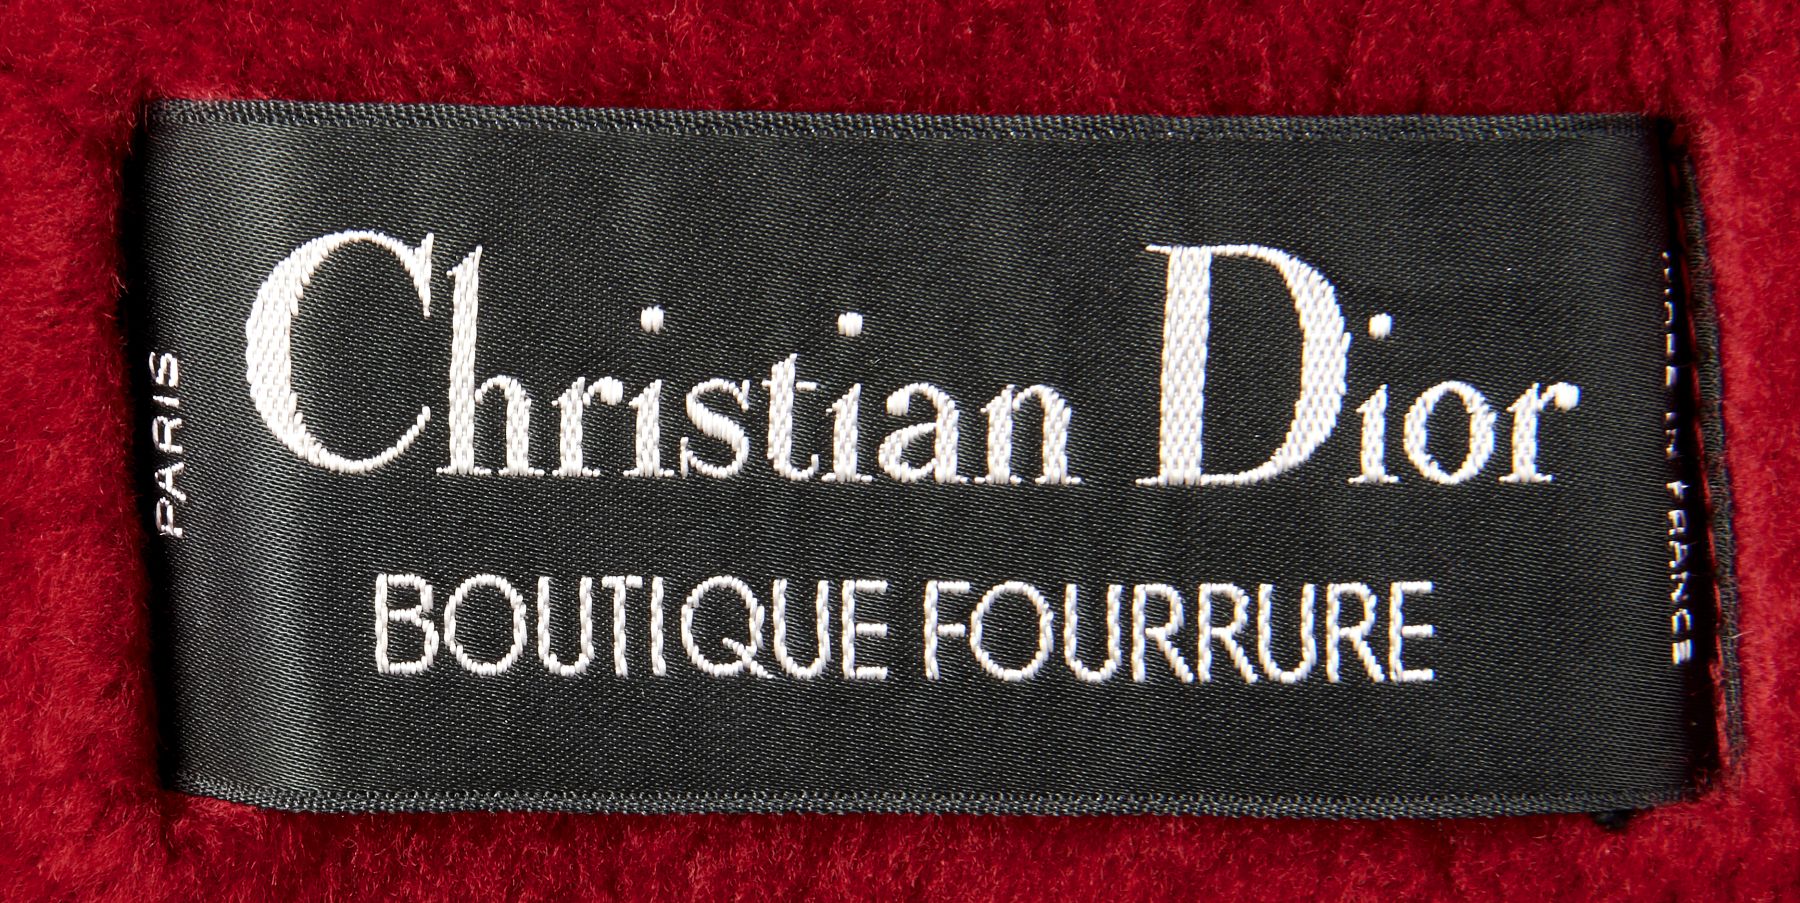 PARIS
Christian Dior
BOUTIQUE FOURRURE
MADE IN FRANCE